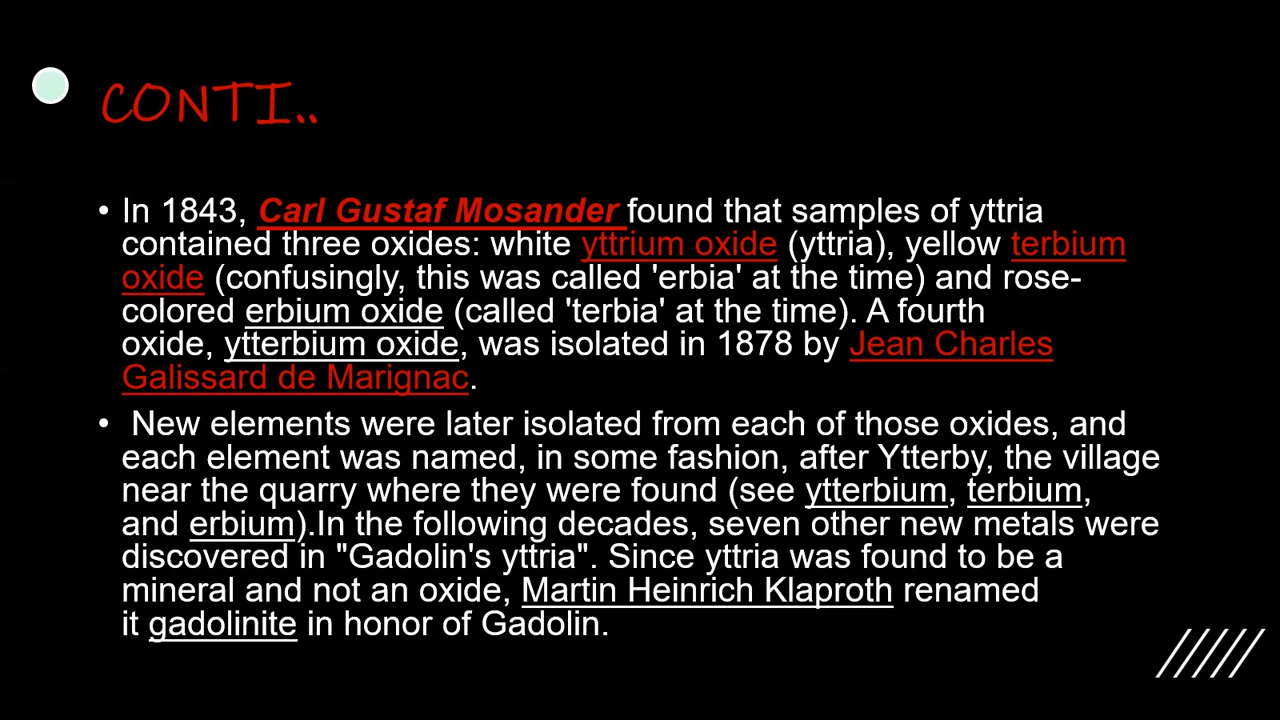 CONTI..
• In 1843, Carl Gustaf Mosander found that samples of yttria
contained three oxides: white yttrium oxide (yttria), yellow terbium
oxide (confusingly, this was called 'erbia' at the time) and rose-
colored erbium oxide (called 'terbia' at the time). A fourth
oxide, ytterbium oxide, was isolated in 1878 by Jean Charles
Galissard de Marignac.
• New elements were later isolated from each of those oxides, and
each element was named, in some fashion, after Ytterby, the village
near the quarry where they were found (see ytterbium, terbium,
and erbium).In the following decades, seven other new metals were
discovered in "Gadolin's yttria". Since yttria was found to be a
mineral and not an oxide, Martin Heinrich Klaproth renamed
it gadolinite in honor of Gadolin.